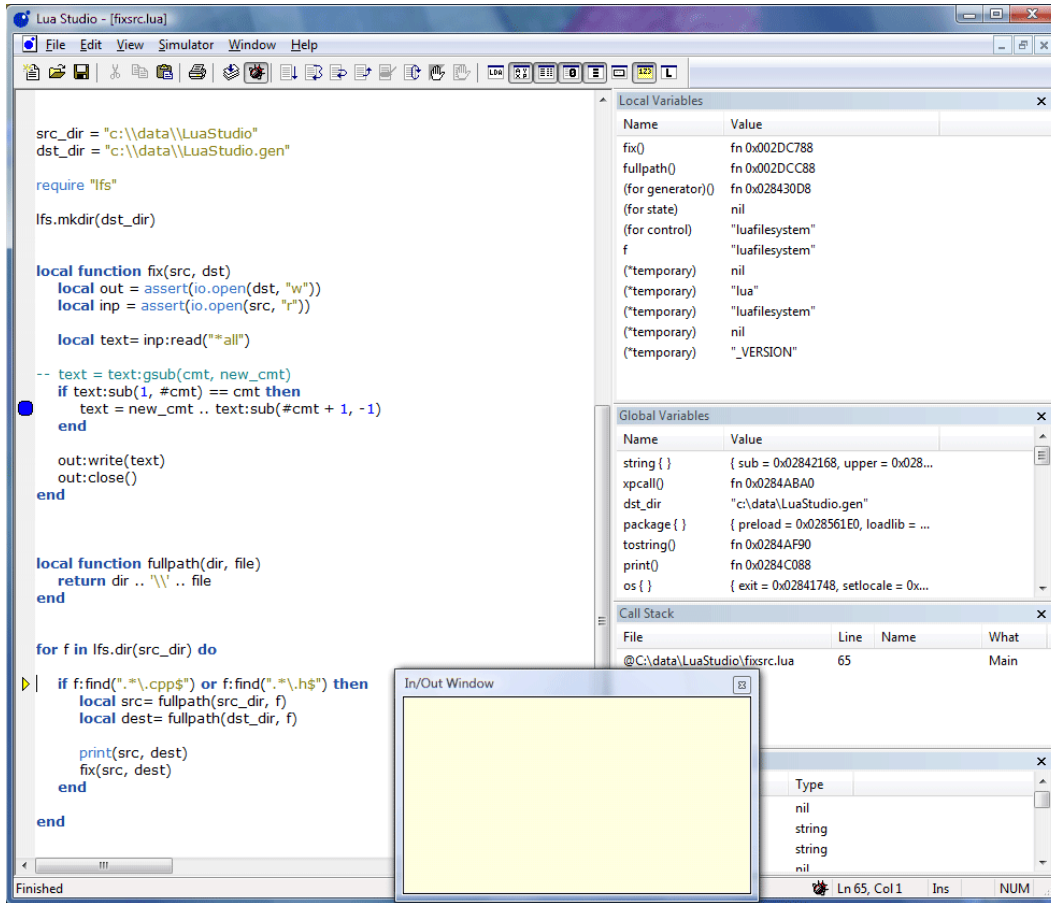 Lua Studio - [fixsrc.lua]
File Edit View Simulator Window Help
src_dir = "c:\\data\\LuaStudio"
dst_dir = "c:\\data\\LuaStudio.gen"
require "lfs"
lfs.mkdir(dst_dir)
local function fix(src, dst)
local out = assert(io.open(dst, "w"))
local inp = assert(io.open(src, "r"))
local text= inp:read("*all")
-- text = text:gsub(cmt, new_cmt)
if text:sub(1, #cmt) == cmt then
text = new_cmt .. text:sub(#cmt + 1, -1)
end
out:write(text)
out:close()
end
local function fullpath(dir, file)
return dir .. '\\' .. file
end
for f in lfs.dir(src_dir) do
if f:find(".*\.cpp$") or f:find(".*\.h$") then
local src= fullpath(src_dir, f)
local dest= fullpath(dst_dir, f)
print(src, dest)
fix(src, dest)
end
end
Local Variables
Name Value
fix() fn 0x002DC788
fullpath() fn 0x002DCC88
(for generator)() fn 0x028430D8
(for state) nil
(for control) "luafilesystem"
f "luafilesystem"
(*temporary) nil
(*temporary) "lua"
(*temporary) "luafilesystem"
(*temporary) nil
(*temporary) "_VERSION"
Global Variables
Name Value
string { } { sub = 0x02842168, upper = 0x028...
xpcall() fn 0x0284ABA0
dst_dir "c:\data\LuaStudio.gen"
package { } { preload = 0x028561E0, loadlib = ...
tostring() fn 0x0284AF90
print() fn 0x0284C088
os { } { exit = 0x02841748, setlocale = 0x...
Call Stack
File Line Name What
@C:\data\LuaStudio\fixsrc.lua 65 Main
In/Out Window
Type
nil
string
string
nil
Finished
Ln 65, Col 1 Ins NUM
LDA
123
L